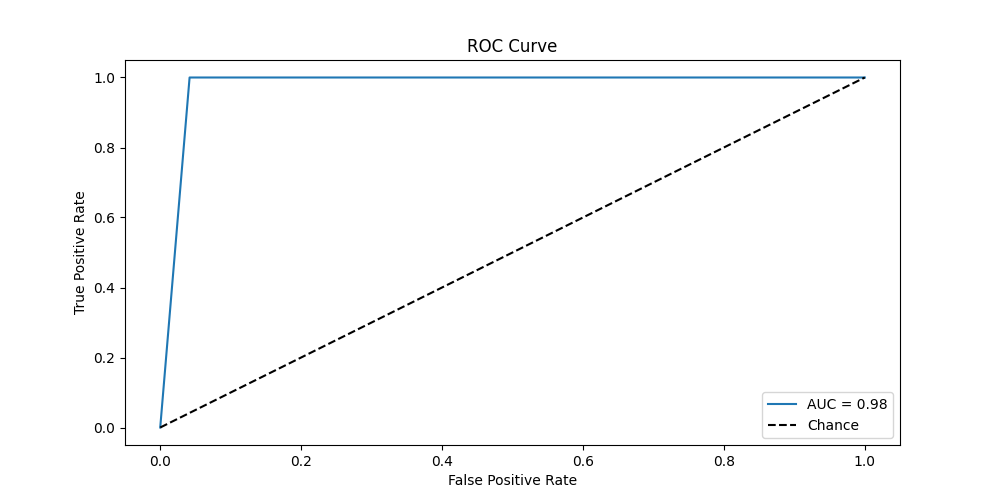 ROC Curve
True Positive Rate
1.0
0.8
0.6
0.4
0.2
0.0
0.0 0.2 0.4 0.6 0.8 1.0
False Positive Rate
AUC = 0.98
Chance